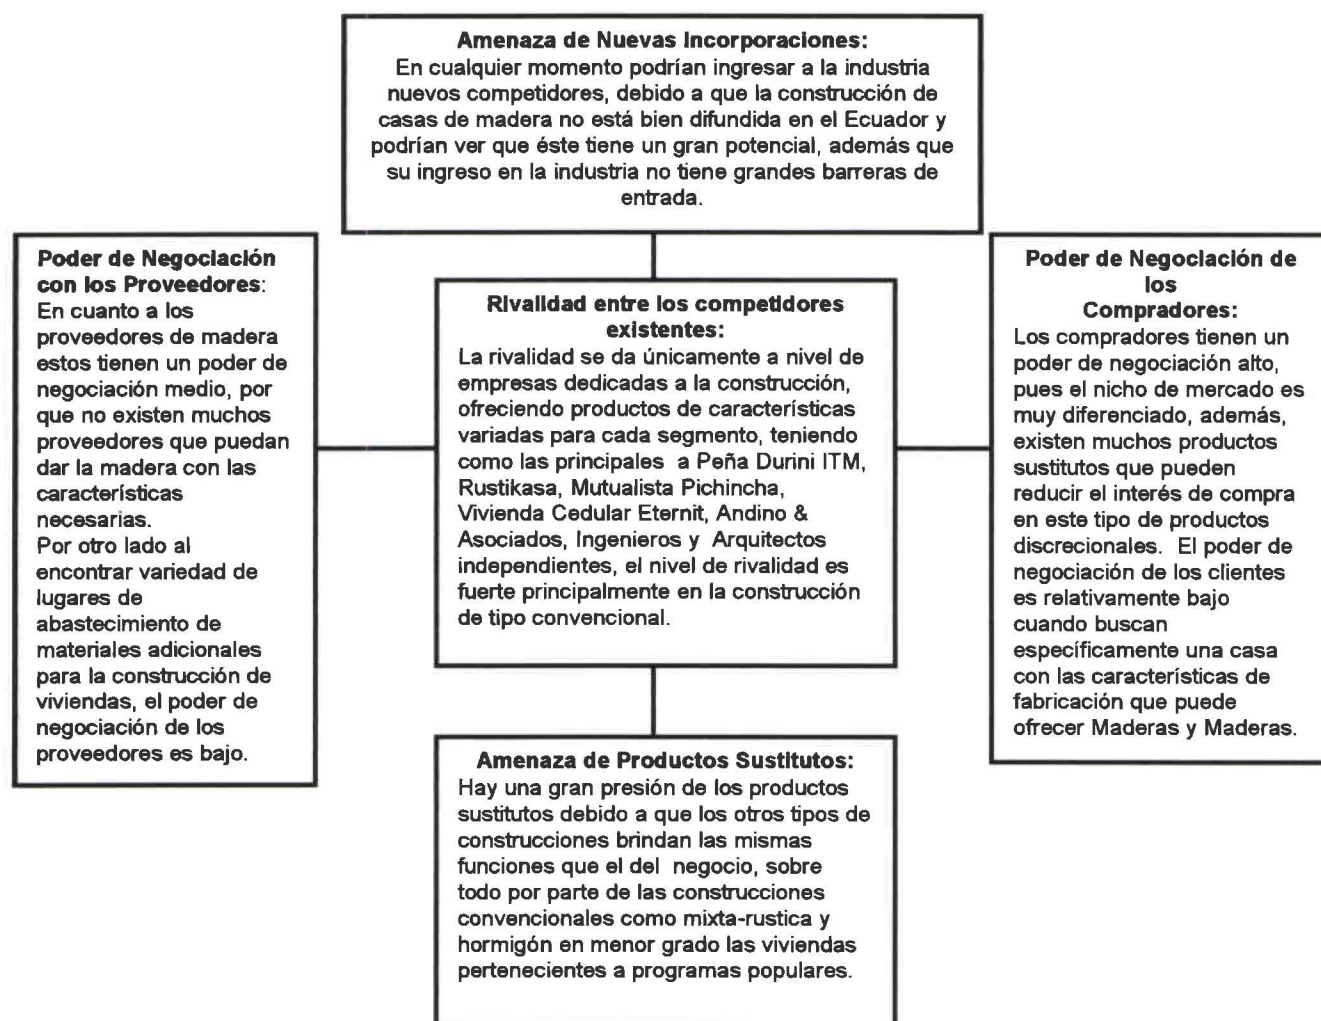 Amenaza de Nuevas Incorporaciones:
En cualquier momento podrían ingresar a la industria
nuevos competidores, debido a que la construcción de
casas de madera no está bien difundida en el Ecuador y
podrían ver que éste tiene un gran potencial, además que
su ingreso en la industria no tiene grandes barreras de
entrada.
Poder de Negociación
con los Proveedores:
En cuanto a los
proveedores de madera
estos tienen un poder de
negociación medio, por
que no existen muchos
proveedores que puedan
dar la madera con las
características
necesarias.
Por otro lado al
encontrar variedad de
lugares de
abastecimiento de
materiales adicionales
para la construcción de
viviendas, el poder de
negociación de los
proveedores es bajo.
Rivalidad entre los competidores
existentes:
La rivalidad se da únicamente a nivel de
empresas dedicadas a la construcción,
ofreciendo productos de características
variadas para cada segmento, teniendo
como las principales  a Peña Durini ITM,
Rustikasa, Mutualista Pichincha,
Vivienda Cedular Eternit, Andino &
Asociados, Ingenieros y  Arquitectos
independientes, el nivel de rivalidad es
fuerte principalmente en la construcción
de tipo convencional.
Poder de Negociación de
los
Compradores:
Los compradores tienen un
poder de negociación alto,
pues el nicho de mercado es
muy diferenciado, además,
existen muchos productos
sustitutos que pueden
reducir el interés de compra
en este tipo de productos
discrecionales.  El poder de
negociación de los clientes
es relativamente bajo
cuando buscan
específicamente una casa
con las características de
fabricación que puede
ofrecer Maderas y Maderas.
Amenaza de Productos Sustitutos:
Hay una gran presión de los productos
sustitutos debido a que los otros tipos de
construcciones brindan las mismas
funciones que el del  negocio, sobre
todo por parte de las construcciones
convencionales como mixta-rustica y
hormigón en menor grado las viviendas
pertenecientes a programas populares.